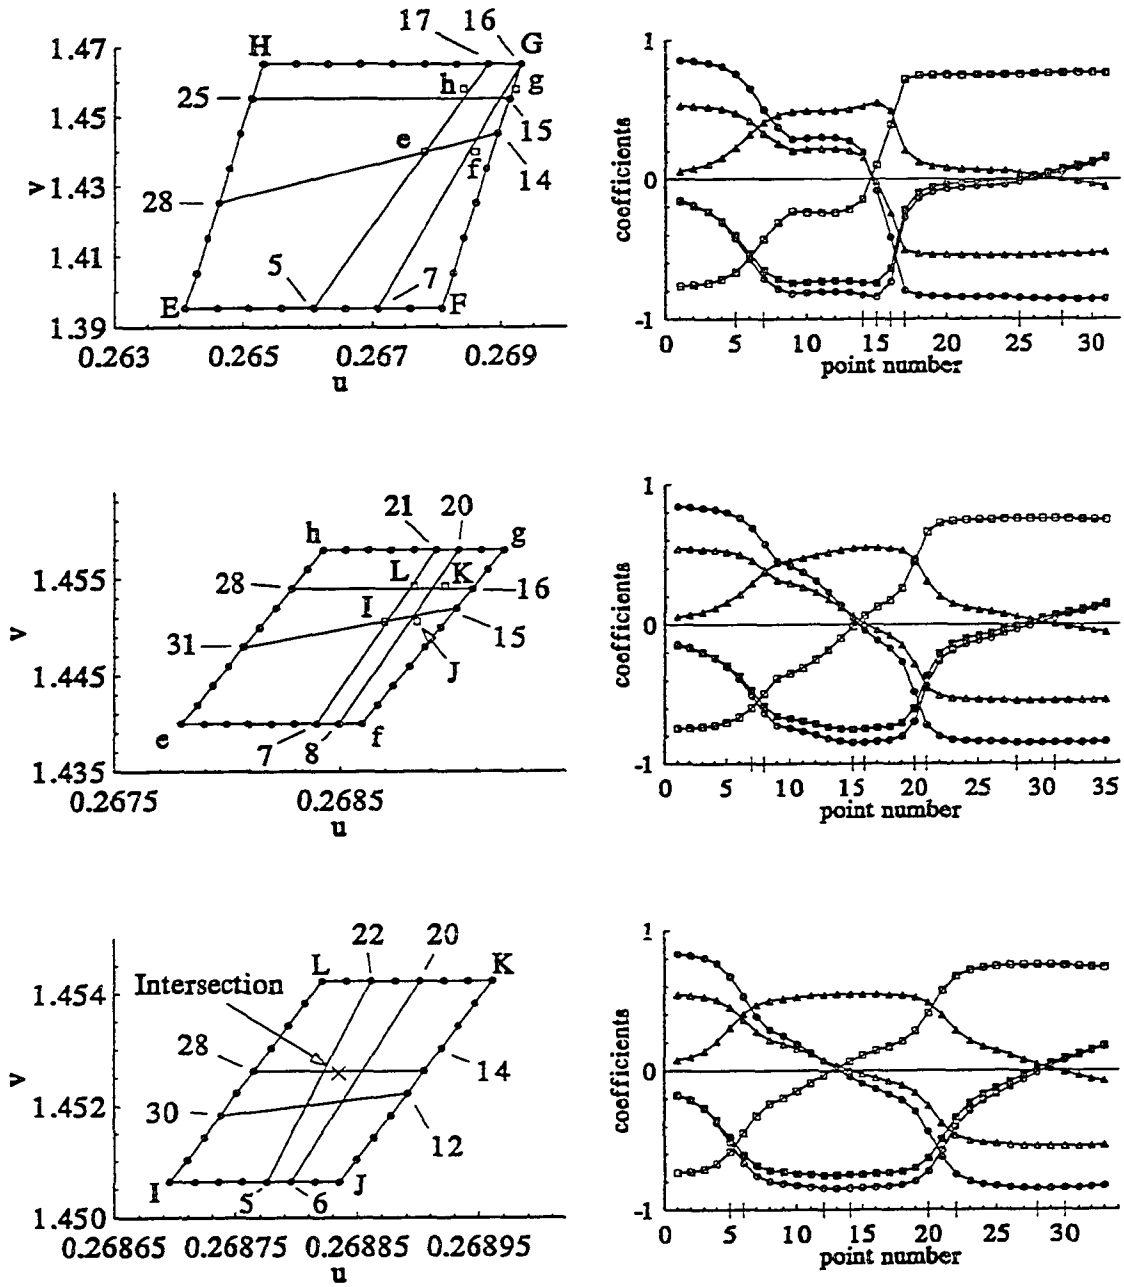 17 16
H G
1.47
h g
25
1.45
15
e
f
14
1.43
v
28
1.41
5 7
E F
1.39
0.263 0.265 0.267 0.269
u
1
coefficients
0
-1
0 5 10 15 20 25 30
point number
21 20
h g
1.455
28 L K 16
I
15
v
31
J
1.445
e 7 8 f
1.435
0.2675 0.2685
u
1
coefficients
0
-1
0 5 10 15 20 25 30 35
point number
22 20
L K
Intersection
1.454
28
14
v
1.452
30
12
I 5 6 J
1.450
0.26865 0.26875 0.26885 0.26895
u
1
coefficients
0
-1
0 5 10 15 20 25 30
point number